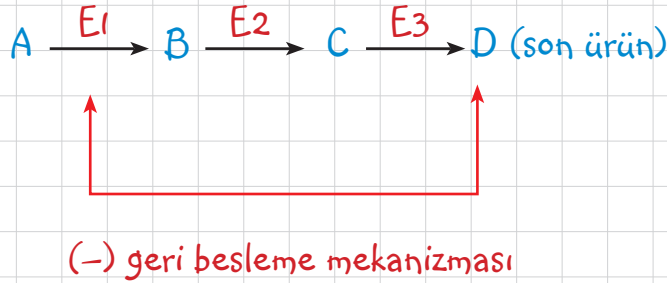 E1 E2 E3
A B C D (son ürün)
(-) geri besleme mekanizması